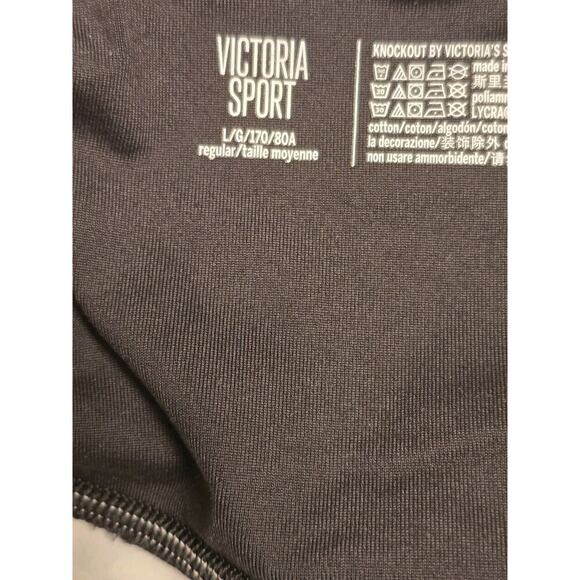 VICTORIA
SPORT
L/G/170/80A
regular/taille moyenne
KNOCKOUT BY VICTORIA'S S
made in
斯里
poliamm
LYCRA
cotton/coton/algodón/coton
la decorazione/装饰除外
non usare ammorbidente/请